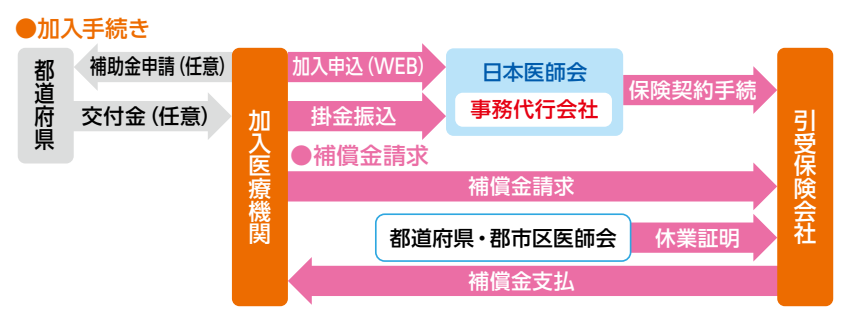 ●加入手続き
都道府県
補助金申請(任意)
交付金(任意)
加入医療機関
加入申込(WEB)
掛金振込
日本医師会
事務代行会社
保険契約手続
引受保険会社
●補償金請求
補償金請求
都道府県・郡市区医師会
休業証明
補償金支払